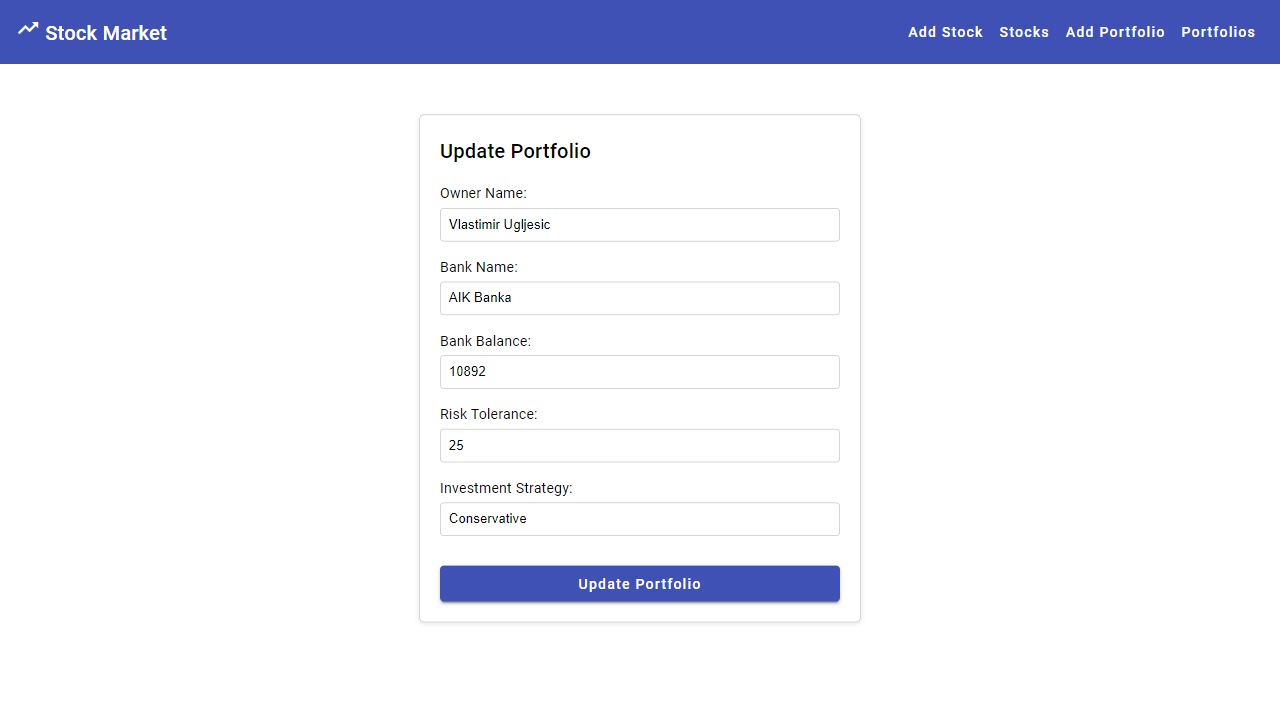 Stock Market
Add Stock Stocks Add Portfolio Portfolios
Update Portfolio
Owner Name:
Vlastimir Ugljesic
Bank Name:
AIK Banka
Bank Balance:
10892
Risk Tolerance:
25
Investment Strategy:
Conservative
Update Portfolio